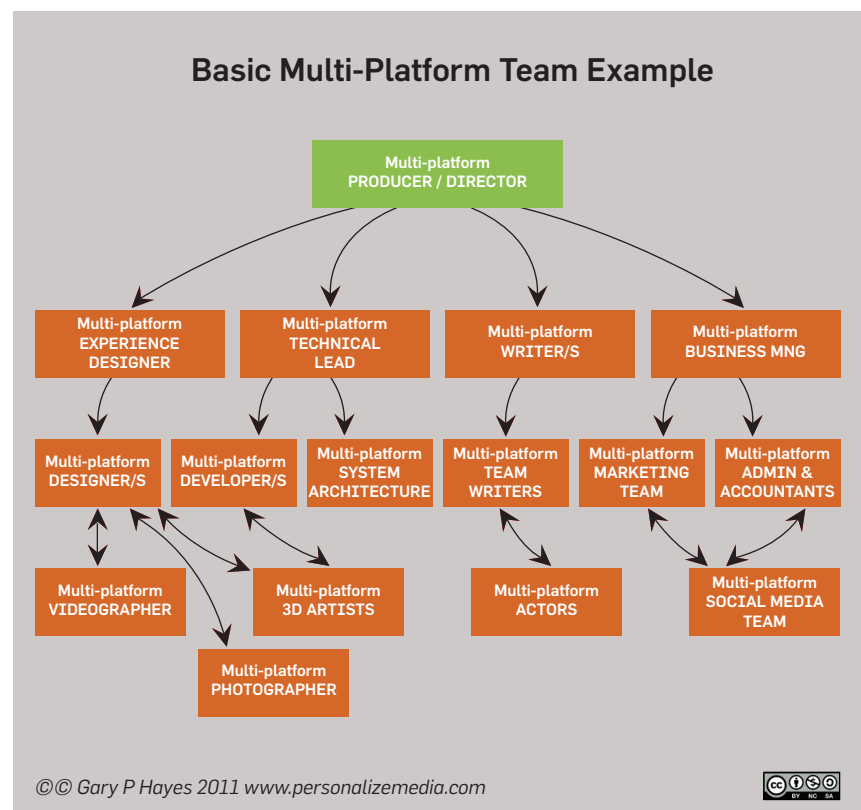 Basic Multi-Platform Team Example
Multi-platform
PRODUCER / DIRECTOR
Multi-platform
EXPERIENCE
DESIGNER
Multi-platform
TECHNICAL
LEAD
Multi-platform
WRITER/S
Multi-platform
BUSINESS MNG
Multi-platform
DESIGNER/S
Multi-platform
DEVELOPER/S
Multi-platform
SYSTEM
ARCHITECTURE
Multi-platform
TEAM
WRITERS
Multi-platform
MARKETING
TEAM
Multi-platform
ADMIN &
ACCOUNTANTS
Multi-platform
VIDEOGRAPHER
Multi-platform
3D ARTISTS
Multi-platform
ACTORS
Multi-platform
SOCIAL MEDIA
TEAM
Multi-platform
PHOTOGRAPHER
©© Gary P Hayes 2011 www.personalizemedia.com
cc
BY NC SA